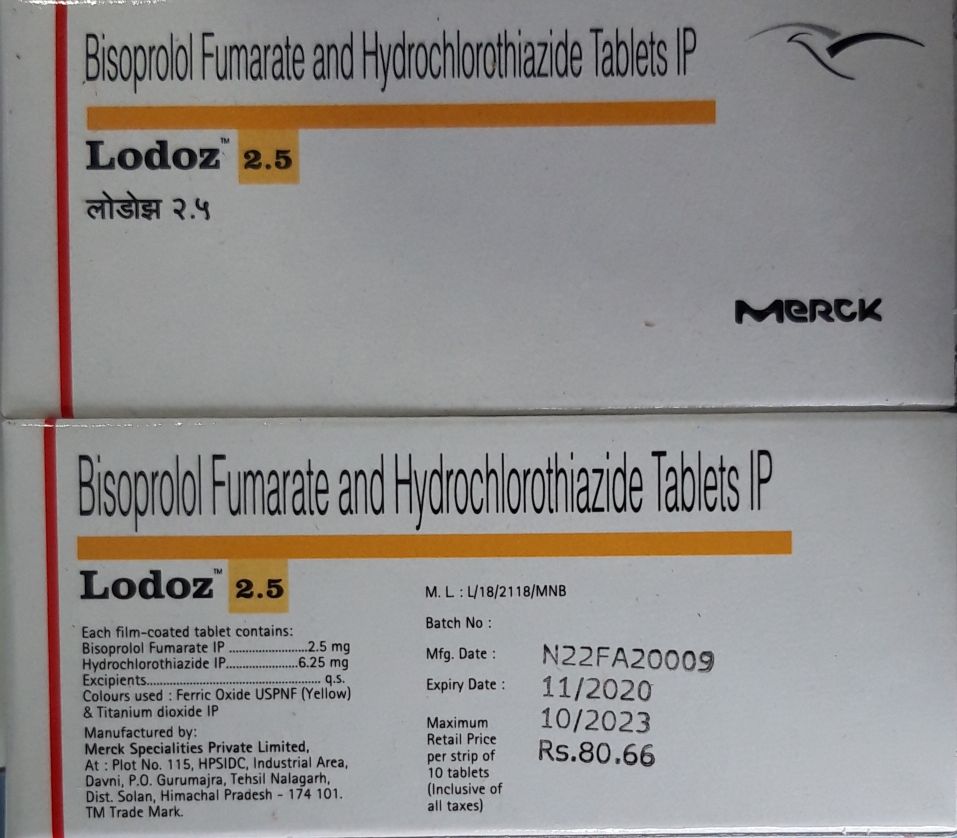 Bisoprolol Fumarate and Hydrochlorothiazide Tablets IP
Lodoz™ 2.5
लोडोझ २.५
MERCK
Bisoprolol Fumarate and Hydrochlorothiazide Tablets IP
Lodoz™ 2.5
Each film-coated tablet contains:
Bisoprolol Fumarate IP ........................2.5 mg
Hydrochlorothiazide IP......................6.25 mg
Excipients..................................................... q.s.
Colours used : Ferric Oxide USPNF (Yellow)
& Titanium dioxide IP
Manufactured by:
Merck Specialities Private Limited,
At : Plot No. 115, HPSIDC, Industrial Area,
Davni, P.O. Gurumajra, Tehsil Nalagarh,
Dist. Solan, Himachal Pradesh - 174 101.
TM Trade Mark.
M. L. : L/18/2118/MNB
Batch No :
Mfg. Date : N22FA20009
Expiry Date : 11/2020
10/2023
Maximum
Retail Price Rs.80.66
per strip of
10 tablets
(Inclusive of
all taxes)